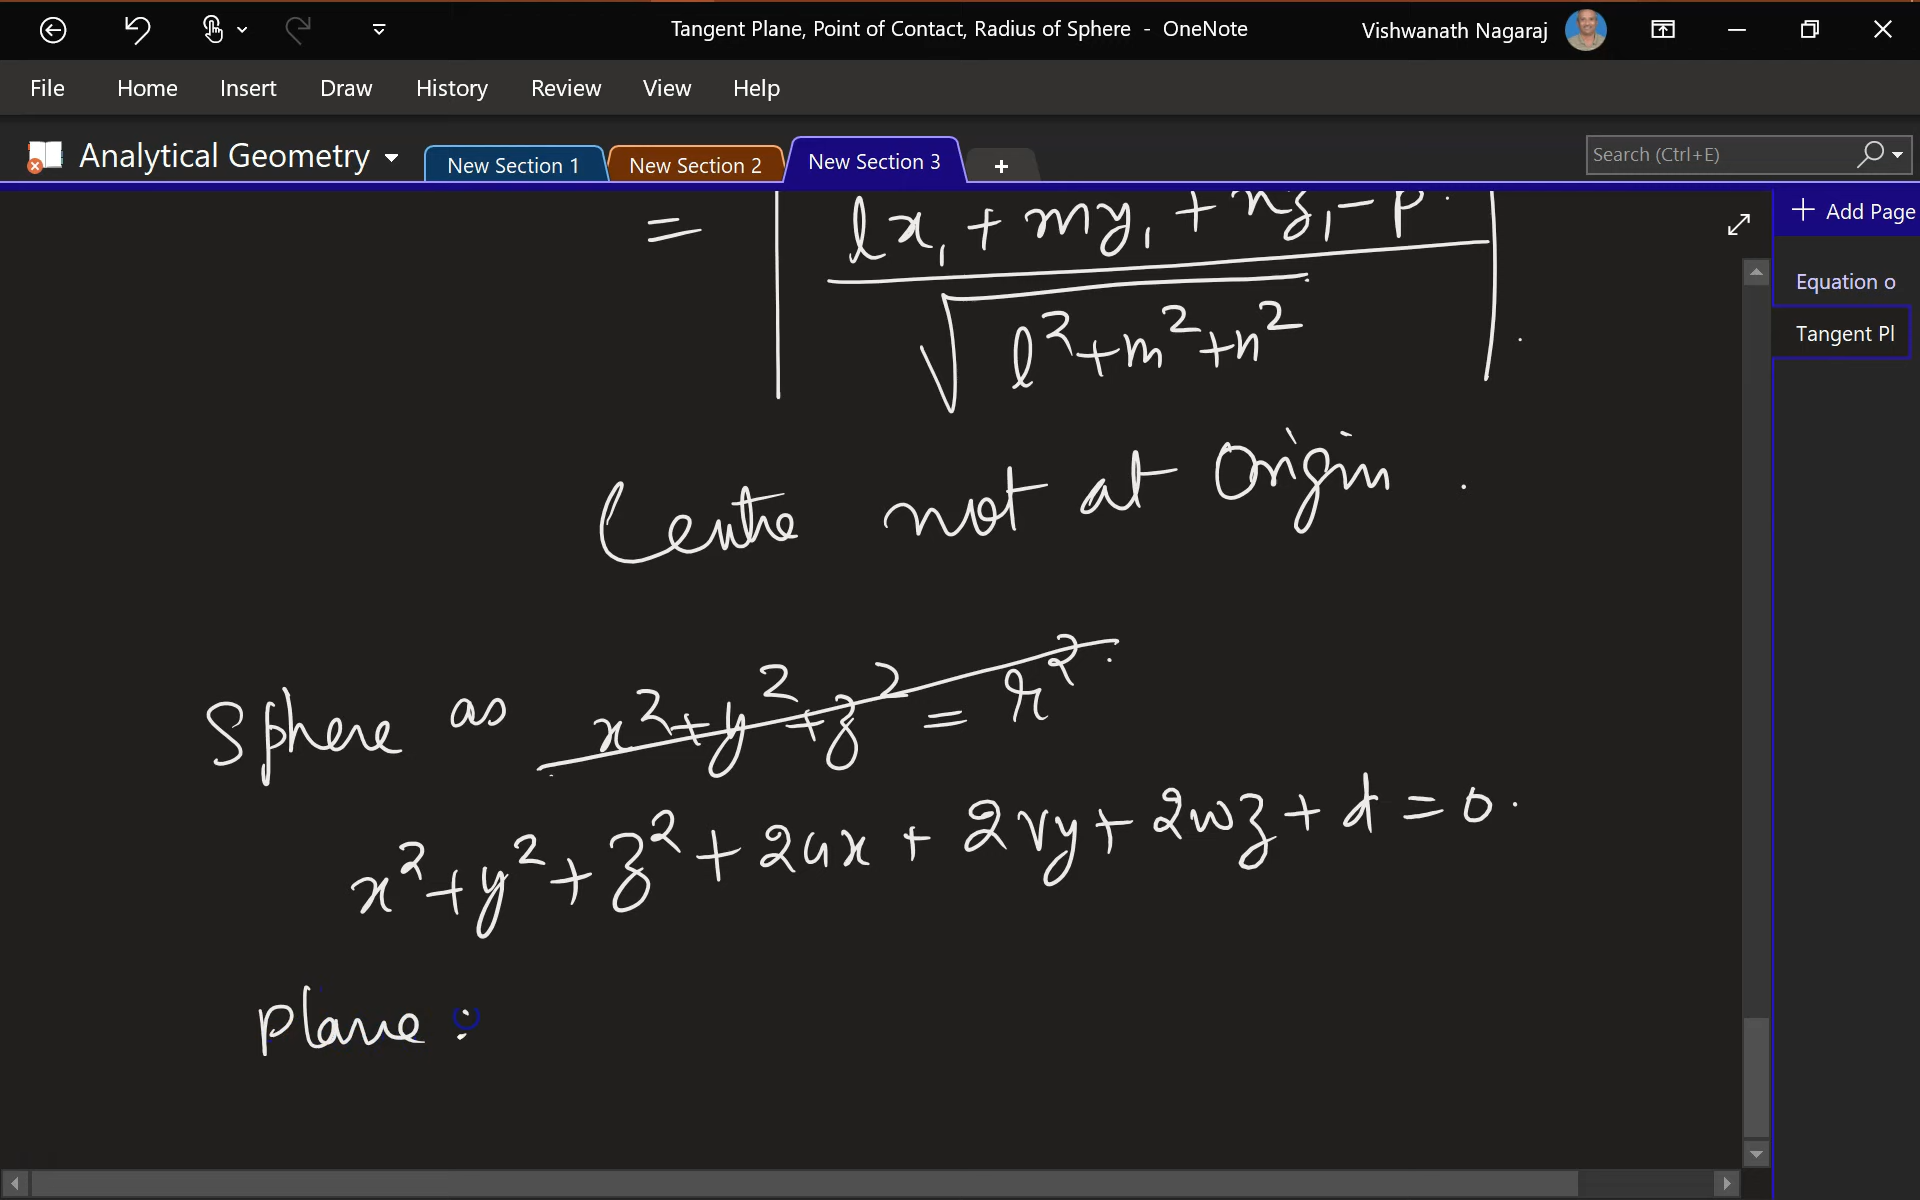 Tangent Plane, Point of Contact, Radius of Sphere - OneNote
Vishwanath Nagaraj
File Home Insert Draw History Review View Help
Analytical Geometry
New Section 1
New Section 2
New Section 3
+
Search (Ctrl+E)
+ Add Page
Equation o
Tangent Pl
= | lx₁ + my₁ + nz₁ - p / √(l² + m² + n²) | .
Centre not at Origin .
Sphere as x² + y² + z² = r² .
x² + y² + z² + 2ux + 2vy + 2wz + d = 0 .
Plane :